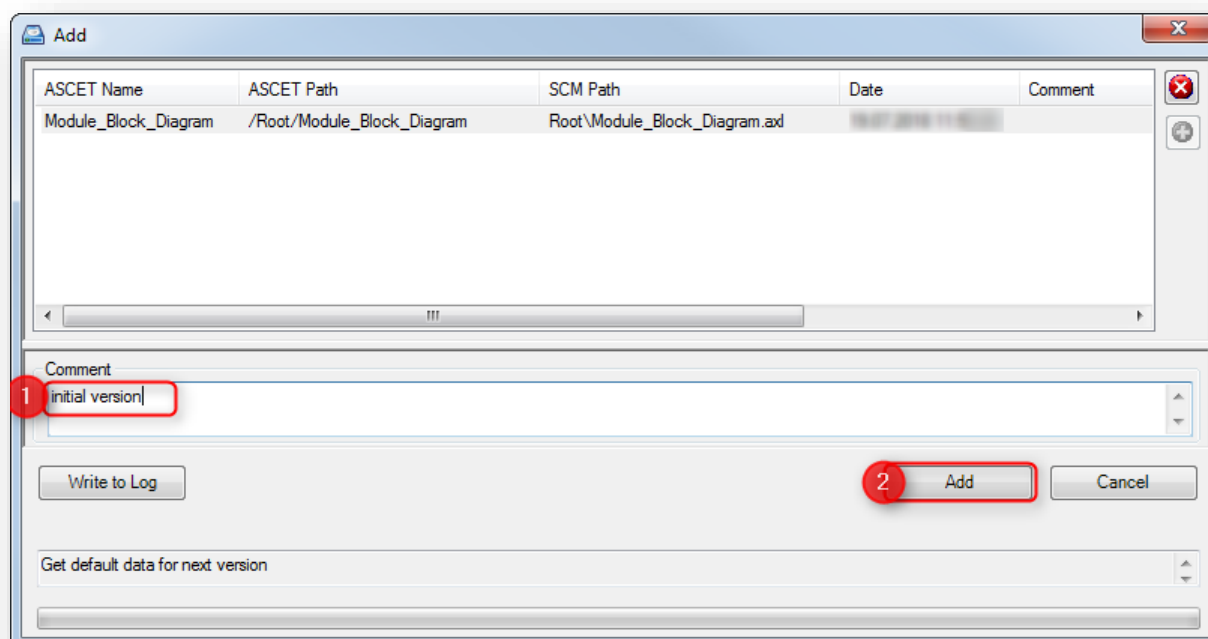 Add
ASCET Name ASCET Path SCM Path Date Comment
Module_Block_Diagram /Root/Module_Block_Diagram Root\Module_Block_Diagram.axl
Comment
1 initial version
Write to Log 2 Add Cancel
Get default data for next version